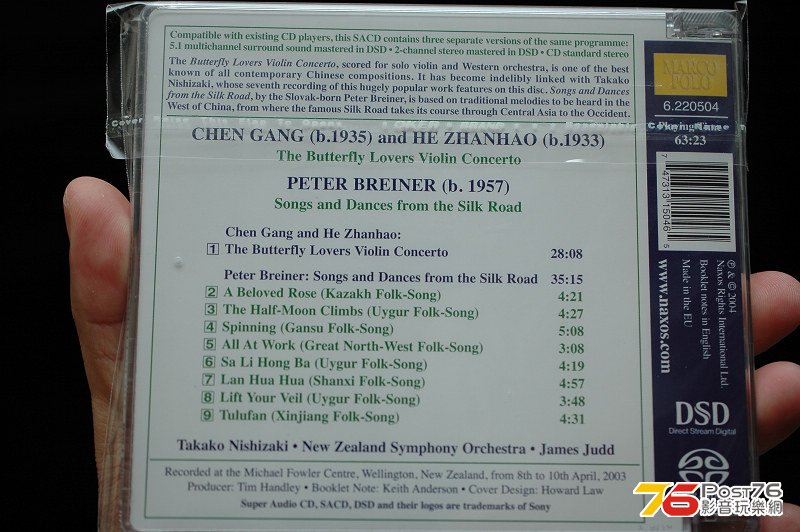 Compatible with existing CD players, this SACD contains three separate versions of the same programme:
5.1 multichannel surround sound mastered in DSD • 2-channel stereo mastered in DSD • CD standard stereo
The Butterfly Lovers Violin Concerto, scored for solo violin and Western orchestra, is one of the best
known of all contemporary Chinese compositions. It has become indelibly linked with Takako
Nishizaki, whose seventh recording of this hugely popular work features on this disc. Songs and Dances
from the Silk Road, by the Slovak-born Peter Breiner, is based on traditional melodies to be heard in the
West of China, from where the famous Silk Road takes its course through Central Asia to the Occident.
CHEN GANG (b.1935) and HE ZHANHAO (b.1933)
The Butterfly Lovers Violin Concerto
PETER BREINER (b. 1957)
Songs and Dances from the Silk Road
Chen Gang and He Zhanhao:
1 The Butterfly Lovers Violin Concerto 28:08
Peter Breiner: Songs and Dances from the Silk Road 35:15
2 A Beloved Rose (Kazakh Folk-Song) 4:21
3 The Half-Moon Climbs (Uygur Folk-Song) 4:27
4 Spinning (Gansu Folk-Song) 5:08
5 All At Work (Great North-West Folk-Song) 3:08
6 Sa Li Hong Ba (Uygur Folk-Song) 4:19
7 Lan Hua Hua (Shanxi Folk-Song) 4:57
8 Lift Your Veil (Uygur Folk-Song) 3:48
9 Tulufan (Xinjiang Folk-Song) 4:31
Takako Nishizaki • New Zealand Symphony Orchestra • James Judd
Recorded at the Michael Fowler Centre, Wellington, New Zealand, from 8th to 10th April, 2003
Producer: Tim Handley • Booklet Note: Keith Anderson • Cover Design: Howard Law
Super Audio CD, SACD, DSD and their logos are trademarks of Sony
MARCO
POLO
6.220504
Playing Time
63:23
7 47313 15046 5
℗ & © 2004
Naxos Rights International Ltd.
Booklet notes in English
Made in the EU
www.naxos.com
DSD
Direct Stream Digital
76 Post76
影音玩樂網